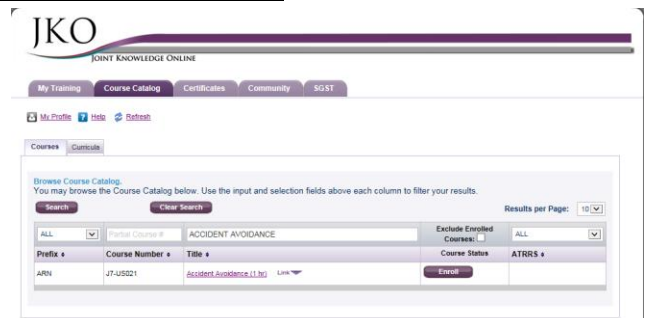 JKO
JOINT KNOWLEDGE ONLINE
My Training Course Catalog Certificates Community SGST
My Profile Help Refresh
Courses Curricula
Browse Course Catalog.
You may browse the Course Catalog below. Use the input and selection fields above each column to filter your results.
Search Clear Search Results per Page: 10
ALL Partial Course # ACCIDENT AVOIDANCE Exclude Enrolled Courses: ALL
Prefix Course Number Title Course Status ATRRS
ARN J7-US021 Accident Avoidance (1 hr) Link Enroll